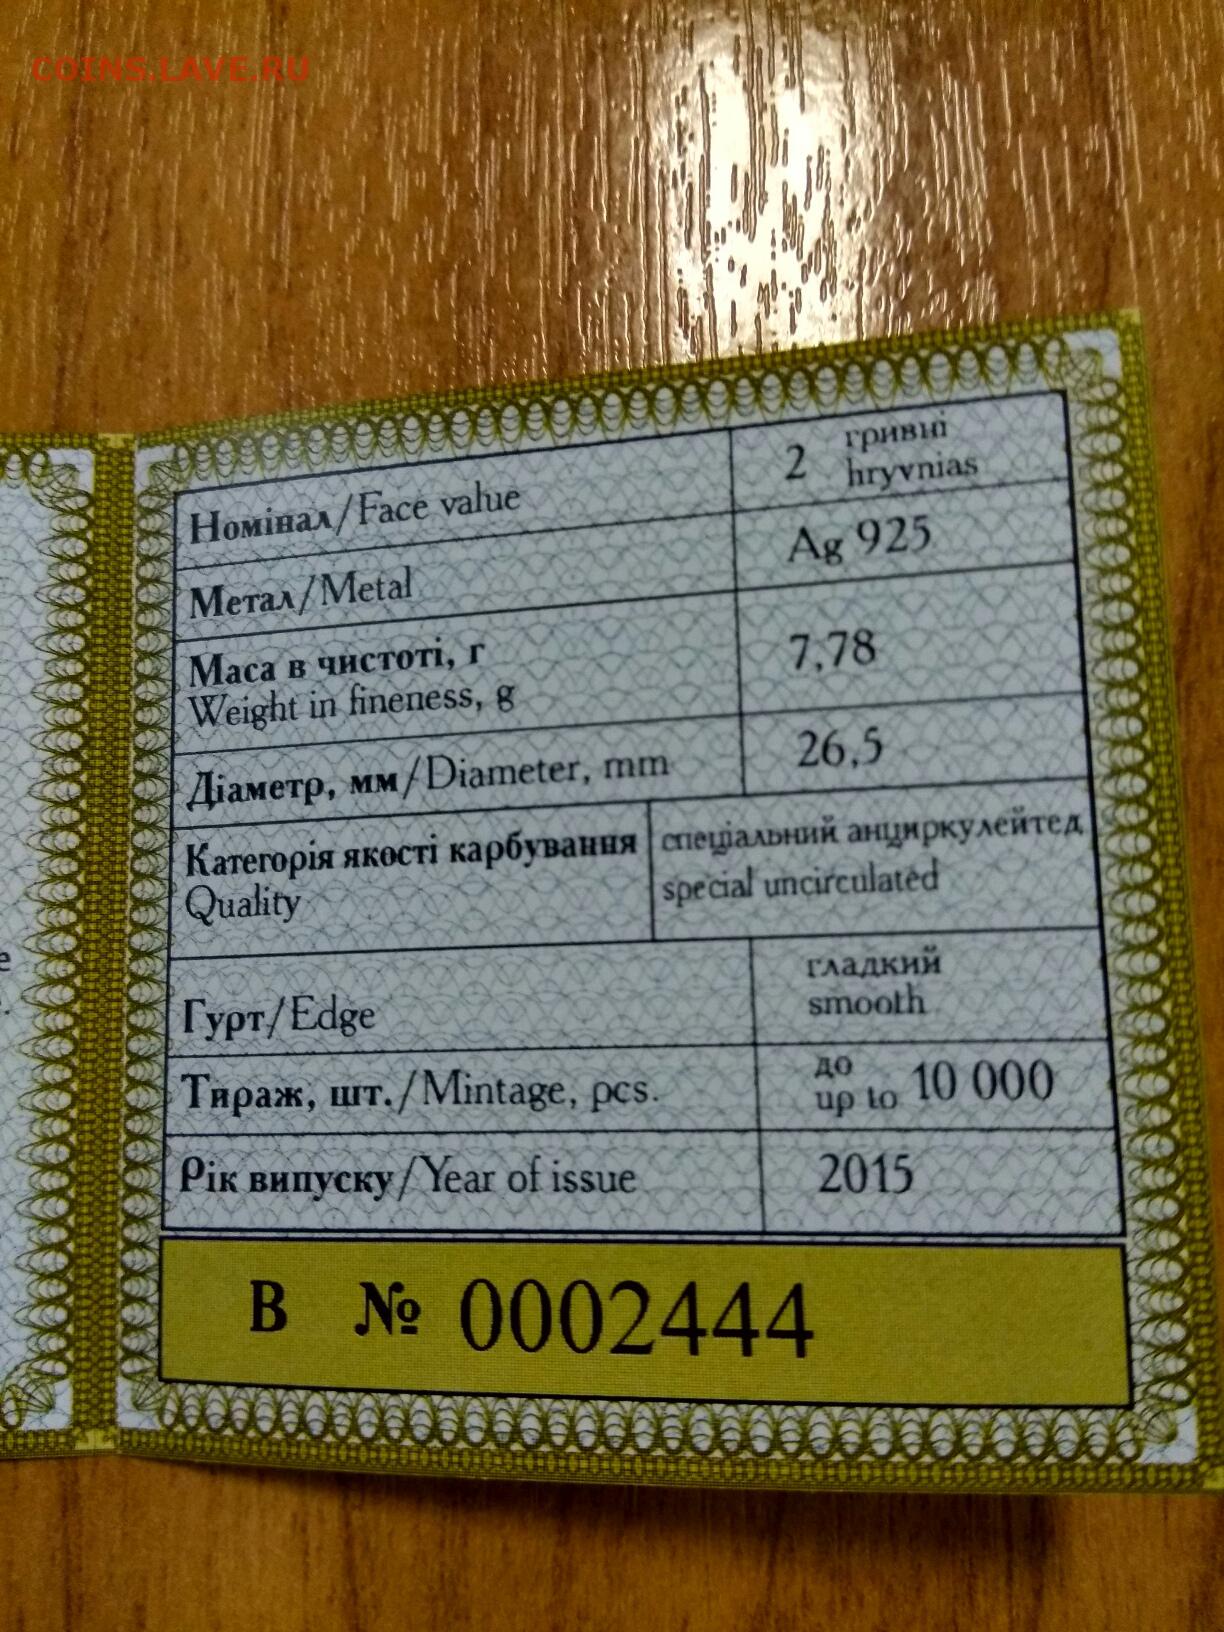 COINS.LAVE.RU
Номінал/Face value
2 гривні
hryvnias
Метал/Metal
Ag 925
Маса в чистоті, г
Weight in fineness, g
7,78
Діаметр, мм/Diameter, mm
26,5
Категорія якості карбування
Quality
спеціальний анциркулейтед
special uncirculated
Гурт/Edge
гладкий
smooth
Тираж, шт./Mintage, pcs.
до
up to 10 000
Рік випуску/Year of issue
2015
В № 0002444